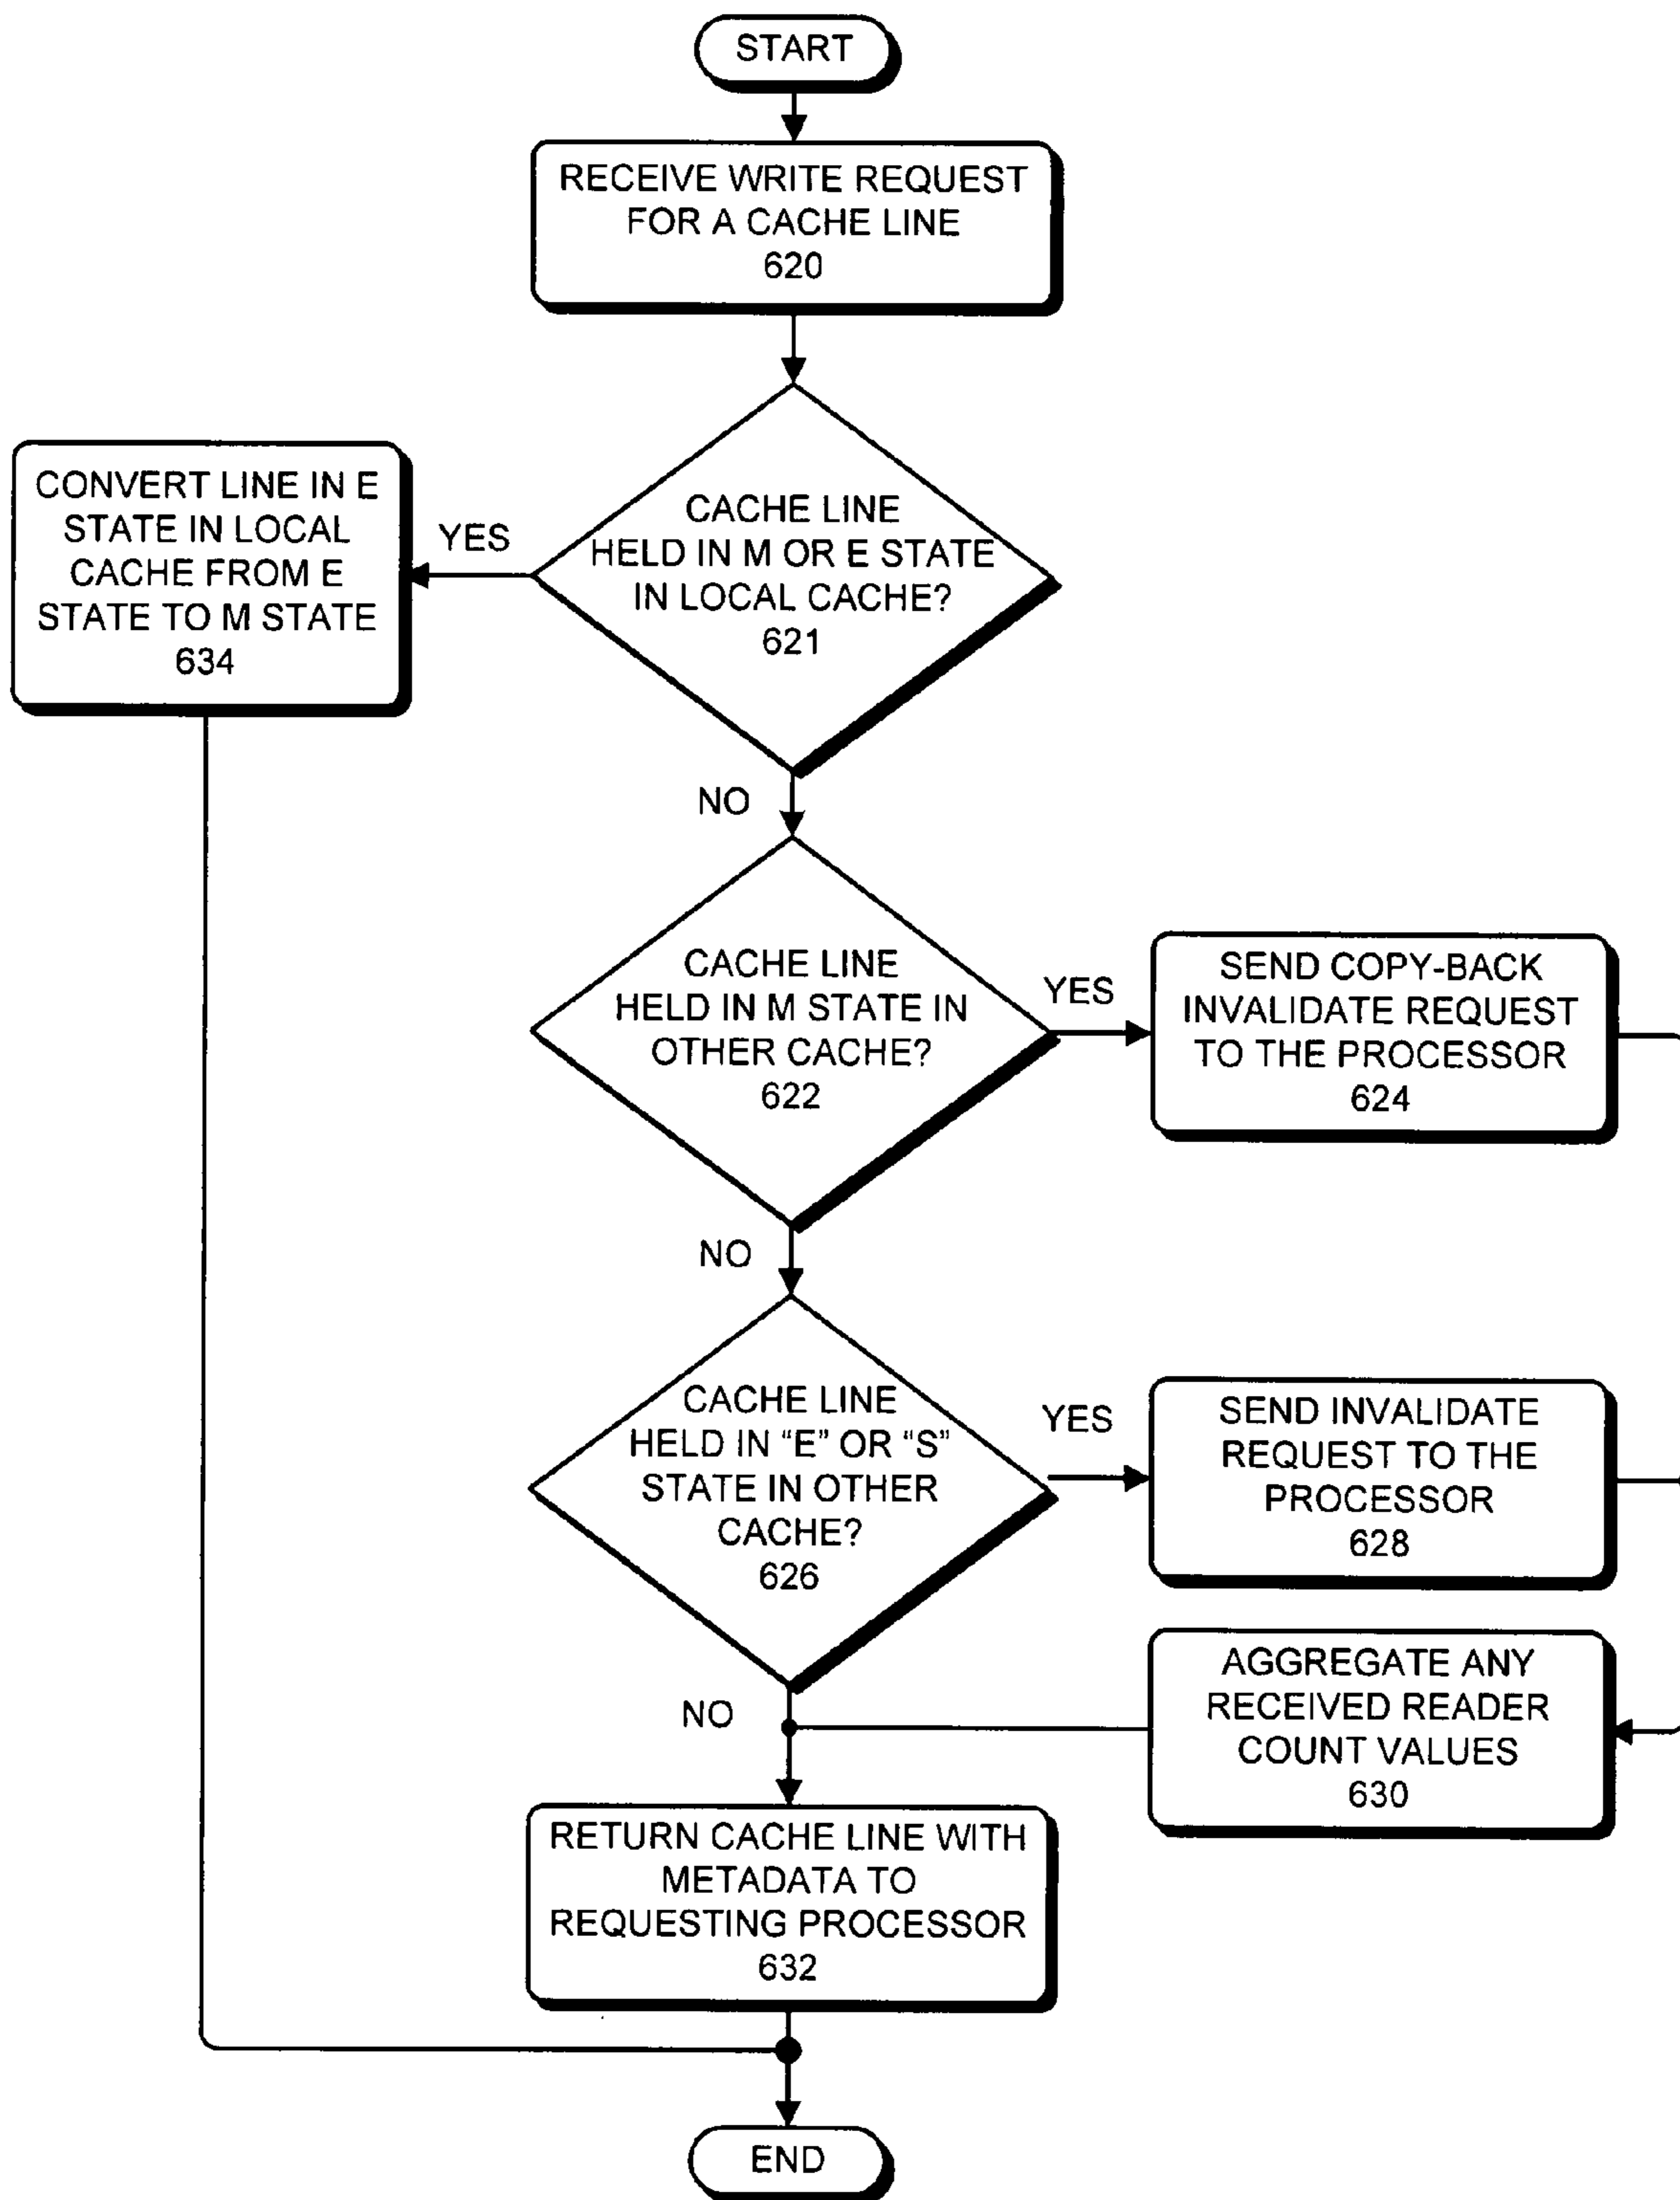 START
RECEIVE WRITE REQUEST
FOR A CACHE LINE
620
CACHE LINE
HELD IN M OR E STATE
IN LOCAL CACHE?
621
YES
CONVERT LINE IN E
STATE IN LOCAL
CACHE FROM E
STATE TO M STATE
634
NO
CACHE LINE
HELD IN M STATE IN
OTHER CACHE?
622
YES
SEND COPY-BACK
INVALIDATE REQUEST
TO THE PROCESSOR
624
NO
CACHE LINE
HELD IN “E” OR “S”
STATE IN OTHER
CACHE?
626
YES
SEND INVALIDATE
REQUEST TO THE
PROCESSOR
628
AGGREGATE ANY
RECEIVED READER
COUNT VALUES
630
NO
RETURN CACHE LINE WITH
METADATA TO
REQUESTING PROCESSOR
632
END